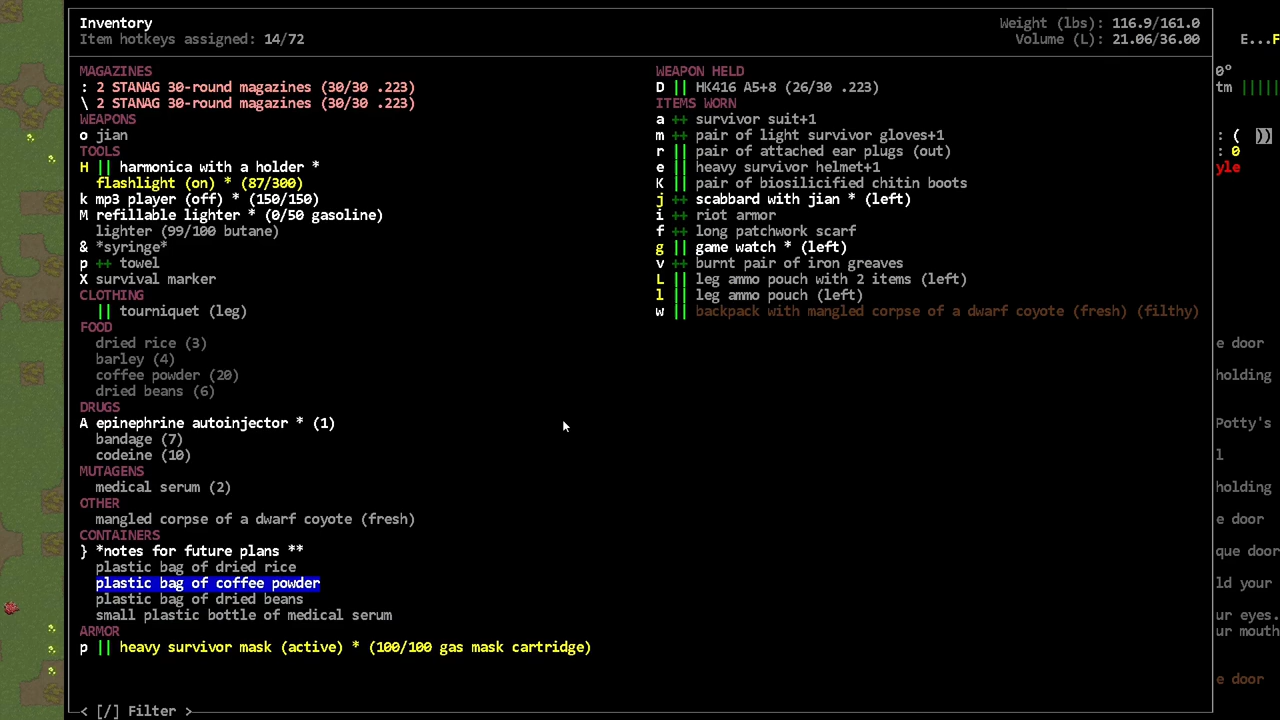 Inventory
Item hotkeys assigned: 14/72
Weight (lbs): 116.9/161.0
Volume (L): 21.06/36.00
MAGAZINES
: 2 STANAG 30-round magazines (30/30 .223)
\ 2 STANAG 30-round magazines (30/30 .223)
WEAPONS
o jian
TOOLS
H || harmonica with a holder *
flashlight (on) * (87/300)
k mp3 player (off) * (150/150)
M refillable lighter * (0/50 gasoline)
lighter (99/100 butane)
& *syringe*
p ++ towel
X survival marker
CLOTHING
|| tourniquet (leg)
FOOD
dried rice (3)
barley (4)
coffee powder (20)
dried beans (6)
DRUGS
A epinephrine autoinjector * (1)
bandage (7)
codeine (10)
MUTAGENS
medical serum (2)
OTHER
mangled corpse of a dwarf coyote (fresh)
CONTAINERS
} *notes for future plans **
plastic bag of dried rice
plastic bag of coffee powder
plastic bag of dried beans
small plastic bottle of medical serum
ARMOR
p || heavy survivor mask (active) * (100/100 gas mask cartridge)
< [/] Filter >
WEAPON HELD
D || HK416 A5+8 (26/30 .223)
ITEMS WORN
a ++ survivor suit+1
m ++ pair of light survivor gloves+1
r || pair of attached ear plugs (out)
e || heavy survivor helmet+1
K || pair of biosilicified chitin boots
j ++ scabbard with jian * (left)
i ++ riot armor
f ++ long patchwork scarf
g || game watch * (left)
v ++ burnt pair of iron greaves
L || leg ammo pouch with 2 items (left)
l || leg ammo pouch (left)
w || backpack with mangled corpse of a dwarf coyote (fresh) (filthy)
E...F
0°
tm |||||
: ( ))
: 0
yle
e door
holding
Potty's
l
holding
e door
que door
ld your
ur eyes.
ur mouth
e door